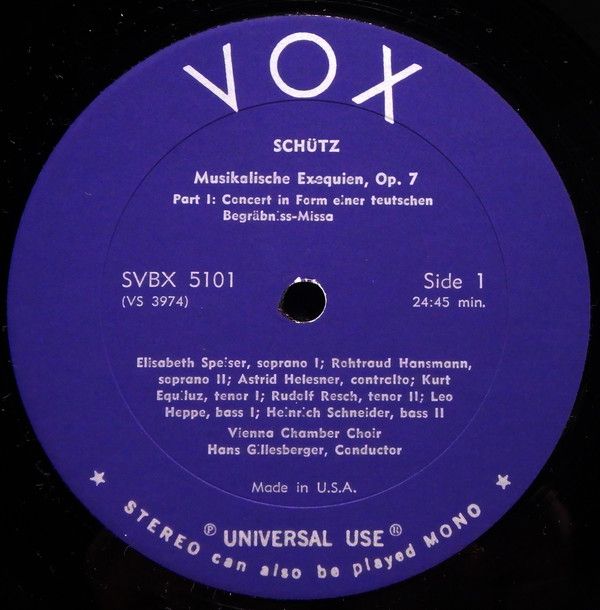 VOX
SCHÜTZ
Musikalische Exequien, Op. 7
Part I: Concert in Form einer teutschen
Begräbniss-Missa
SVBX 5101
(VS 3974)
Side 1
24:45 min.
Elisabeth Speiser, soprano I; Rohtraud Hansmann,
soprano II; Astrid Helesner, contralto; Kurt
Equiluz, tenor I; Rudolf Resch, tenor II; Leo
Heppe, bass I; Heinrich Schneider, bass II
Vienna Chamber Choir
Hans Gillesberger, Conductor
Made in U.S.A.
℗ UNIVERSAL USE ®
★ STEREO can also be played MONO ★